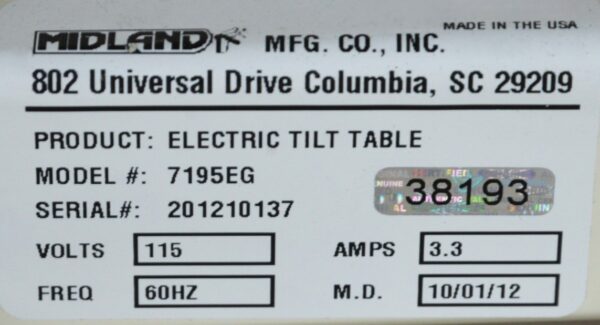 MADE IN THE USA
MIDLAND MFG. CO., INC.
802 Universal Drive Columbia, SC 29209
PRODUCT: ELECTRIC TILT TABLE
MODEL #: 7195EG
SERIAL#: 201210137
38193
VOLTS 115 AMPS 3.3
FREQ 60HZ M.D. 10/01/12